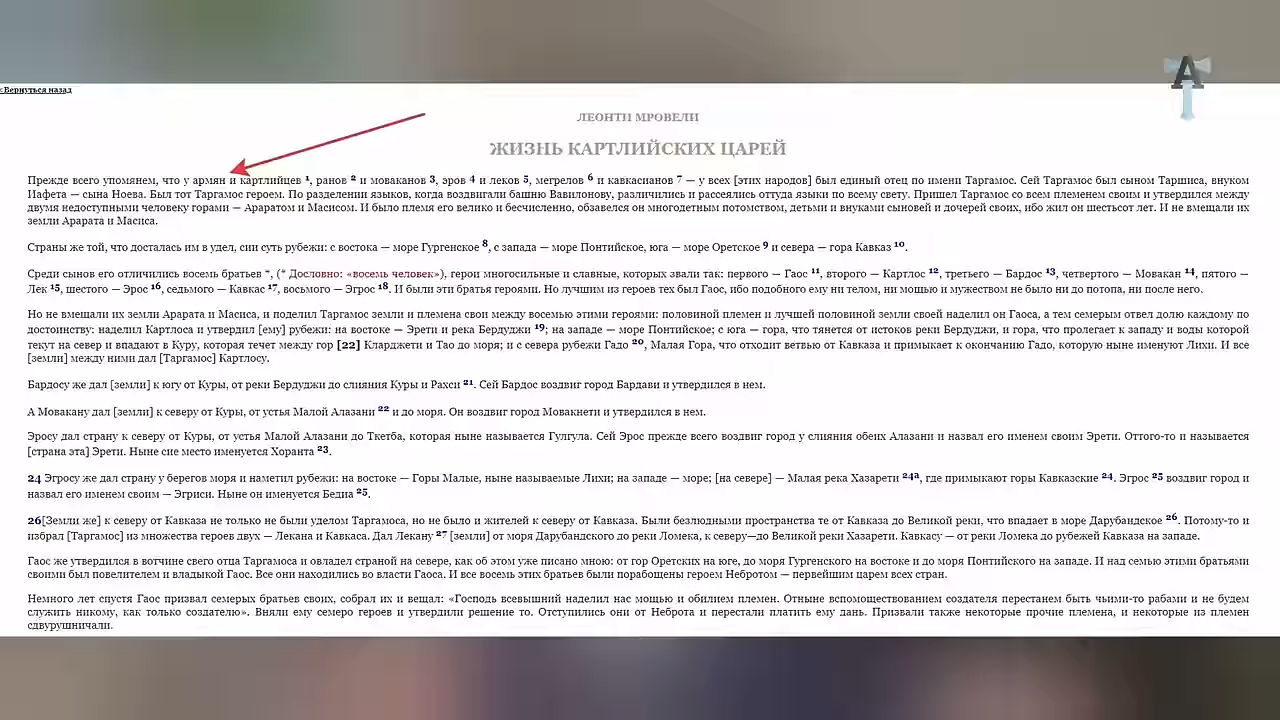 <Вернуться назад
А
ЛЕОНТИ МРОВЕЛИ
ЖИЗНЬ КАРТЛИЙСКИХ ЦАРЕЙ
Прежде всего упомянем, что у армян и картлийцев 1, ранов 2 и моваканов 3, эров 4 и леков 5, мегрелов 6 и кавкасианов 7 — у всех [этих народов] был единый отец по имени Таргамос. Сей Таргамос был сыном Таршиса, внуком
Иафета — сына Ноева. Был тот Таргамос героем. По разделении языков, когда воздвигали башню Вавилонову, различились и рассеялись оттуда языки по всему свету. Пришел Таргамос со всем племенем своим и утвердился между
двумя недоступными человеку горами — Араратом и Масисом. И было племя его велико и бесчисленно, обзавелся он многодетным потомством, детьми и внуками сыновей и дочерей своих, ибо жил он шестьсот лет. И не вмещали их
земли Арарата и Масиса.
Страны же той, что досталась им в удел, сии суть рубежи: с востока — море Гургенское 8, с запада — море Понтийское, юга — море Оретское 9 и севера — гора Кавказ 10.
Среди сынов его отличились восемь братьев *, (* Дословно: «восемь человек»), герои многосильные и славные, которых звали так: первого — Гаос 11, второго — Картлос 12, третьего — Бардос 13, четвертого — Мовакан 14, пятого —
Лек 15, шестого — Эрос 16, седьмого — Кавкас 17, восьмого — Эгрос 18. И были эти братья героями. Но лучшим из героев тех был Гаос, ибо подобного ему ни телом, ни мощью и мужеством не было ни до потопа, ни после него.
Но не вмещали их земли Арарата и Масиса, и поделил Таргамос земли и племена свои между восемью этими героями: половиной племен и лучшей половиной земли своей наделил он Гаоса, а тем семерым отвел долю каждому по
достоинству: наделил Картлоса и утвердил [ему] рубежи: на востоке — Эрети и река Бердуджи 19; на западе — море Понтийское; с юга — гора, что тянется от истоков реки Бердуджи, и гора, что пролегает к западу и воды которой
текут на север и впадают в Куру, которая течет между гор [22] Кларджети и Тао до моря; и с севера рубежи Гадо 20, Малая Гора, что отходит ветвью от Кавказа и примыкает к окончанию Гадо, которую ныне именуют Лихи. И все
[земли] между ними дал [Таргамос] Картлосу.
Бардосу же дал [земли] к югу от Куры, от реки Бердуджи до слияния Куры и Рахси 21. Сей Бардос воздвиг город Бардави и утвердился в нем.
А Мовакану дал [земли] к северу от Куры, от устья Малой Алазани 22 и до моря. Он воздвиг город Мовакнети и утвердился в нем.
Эросу дал страну к северу от Куры, от устья Малой Алазани до Ткетба, которая ныне называется Гулгула. Сей Эрос прежде всего воздвиг город у слияния обеих Алазани и назвал его именем своим Эрети. Оттого-то и называется
[страна эта] Эрети. Ныне сие место именуется Хоранта 23.
24 Эгросу же дал страну у берегов моря и наметил рубежи: на востоке — Горы Малые, ныне называемые Лихи; на западе — море; [на севере] — Малая река Хазарети 24а, где примыкают горы Кавказские 24. Эгрос 25 воздвиг город и
назвал его именем своим — Эгриси. Ныне он именуется Бедиа 25.
26[Земли же] к северу от Кавказа не только не были уделом Таргамоса, но не было и жителей к северу от Кавказа. Были безлюдными пространства те от Кавказа до Великой реки, что впадает в море Дарубандское 26. Потому-то и
избрал [Таргамос] из множества героев двух — Лекана и Кавкаса. Дал Лекану 27 [земли] от моря Дарубандского до реки Ломека, к северу—до Великой реки Хазарети. Кавкасу — от реки Ломека до рубежей Кавказа на западе.
Гаос же утвердился в вотчине свего отца Таргамоса и овладел страной на севере, как об этом уже писано мною: от гор Оретских на юге, до моря Гургенского на востоке и до моря Понтийского на западе. И над семью этими братьями
своими был повелителем и владыкой Гаос. Все они находились во власти Гаоса. И все восемь этих братьев были порабощены героем Небротом — первейшим царем всех стран.
Немного лет спустя Гаос призвал семерых братьев своих, собрал их и вещал: «Господь всевышний наделил нас мощью и обилием племен. Отныне вспомоществованием создателя перестанем быть чьими-то рабами и не будем
служить никому, как только создателю». Вняли ему семеро героев и утвердили решение то. Отступились они от Неброта и перестали платить ему дань. Призвали также некоторые прочие племена, и некоторые из племен
сдвурушничали.